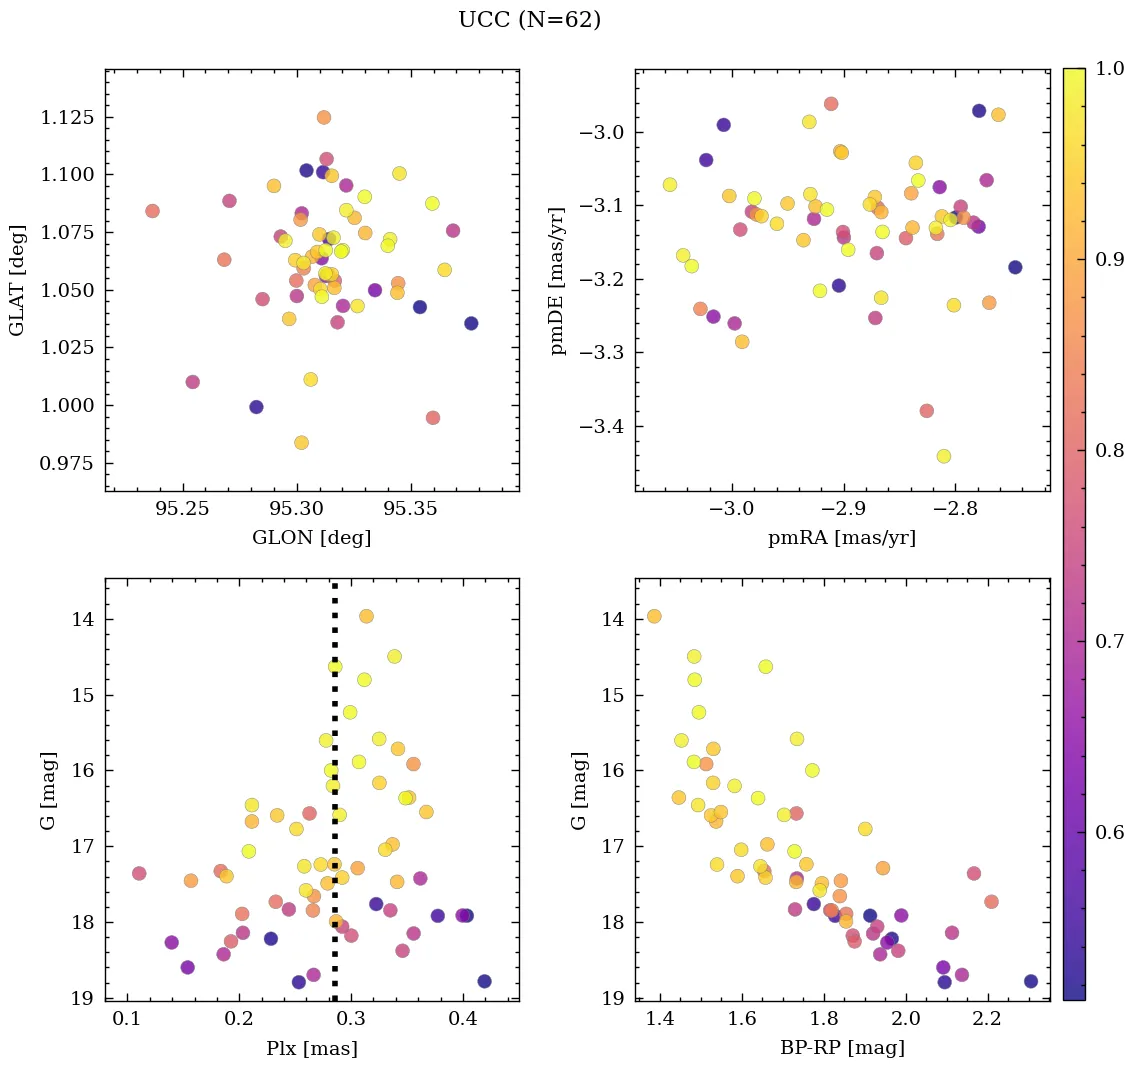 UCC (N=62)
1.125
1.100
1.075
1.050
1.025
1.000
0.975
GLAT [deg]
95.25 95.30 95.35
GLON [deg]
−3.0
−3.1
−3.2
−3.3
−3.4
pmDE [mas/yr]
−3.0 −2.9 −2.8
pmRA [mas/yr]
14
15
16
17
18
19
G [mag]
0.1 0.2 0.3 0.4
Plx [mas]
14
15
16
17
18
19
G [mag]
1.4 1.6 1.8 2.0 2.2
BP-RP [mag]
1.0
0.9
0.8
0.7
0.6